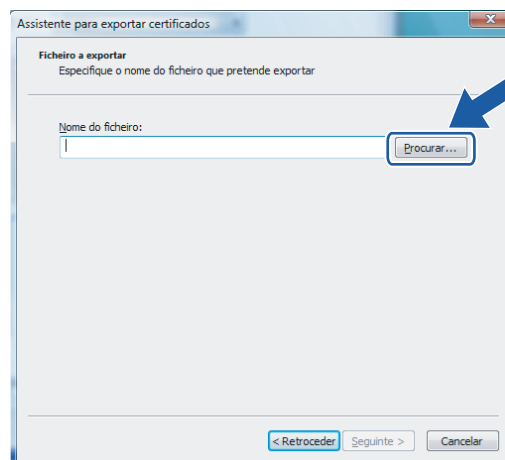 Assistente para exportar certificados
Ficheiro a exportar
Especifique o nome do ficheiro que pretende exportar
Nome do ficheiro:
Procurar...
< Retroceder Seguinte > Cancelar